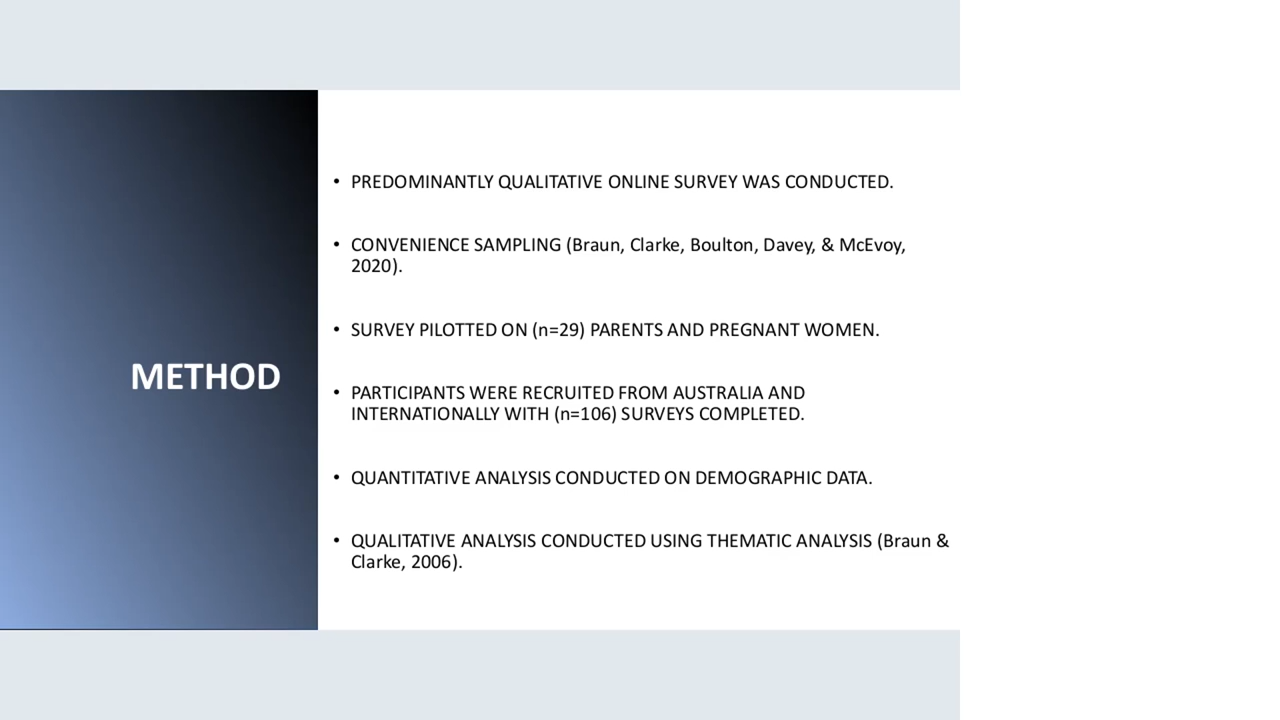 METHOD
• PREDOMINANTLY QUALITATIVE ONLINE SURVEY WAS CONDUCTED.
• CONVENIENCE SAMPLING (Braun, Clarke, Boulton, Davey, & McEvoy,
2020).
• SURVEY PILOTTED ON (n=29) PARENTS AND PREGNANT WOMEN.
• PARTICIPANTS WERE RECRUITED FROM AUSTRALIA AND
INTERNATIONALLY WITH (n=106) SURVEYS COMPLETED.
• QUANTITATIVE ANALYSIS CONDUCTED ON DEMOGRAPHIC DATA.
• QUALITATIVE ANALYSIS CONDUCTED USING THEMATIC ANALYSIS (Braun &
Clarke, 2006).